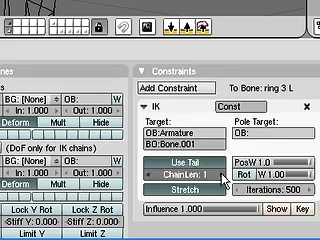 nes
Constraints
Add Constraint To Bone: ring 3 L
BG: [None] OB: W
In: 1.000 Out: 1.000
Deform Mult Hide
IK Const X
Target: Pole Target:
OB:Armature OB:
BO:Bone.001
(DoF only for IK chains)
BG: [None] OB: W
In: 1.000 Out: 1.000
Deform Mult Hide
Use Tail PosW 1.0
ChainLen: 1 Rot W 1.00
Stretch Iterations: 500
Lock Y Rot Lock Z Rot
Stiff Y: 0.000 Stiff Z: 0.000
Limit Y Limit Z
Influence 1.000 Show Key